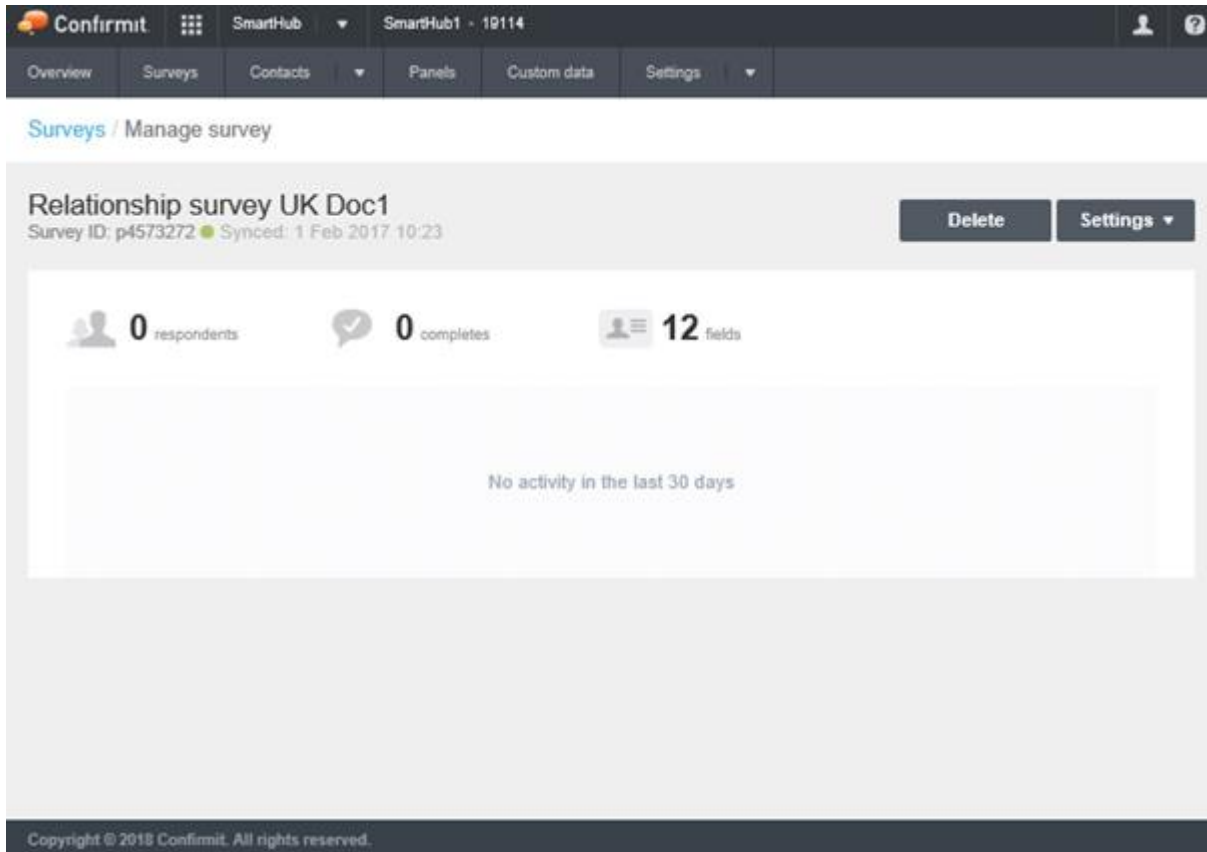 Confirmit. SmartHub SmartHub1 - 19114
Overview Surveys Contacts Panels Custom data Settings
Surveys / Manage survey
Relationship survey UK Doc1
Survey ID: p4573272 Synced: 1 Feb 2017 10:23
Delete Settings
0 respondents 0 completes 12 fields
No activity in the last 30 days
Copyright © 2018 Confirmit. All rights reserved.